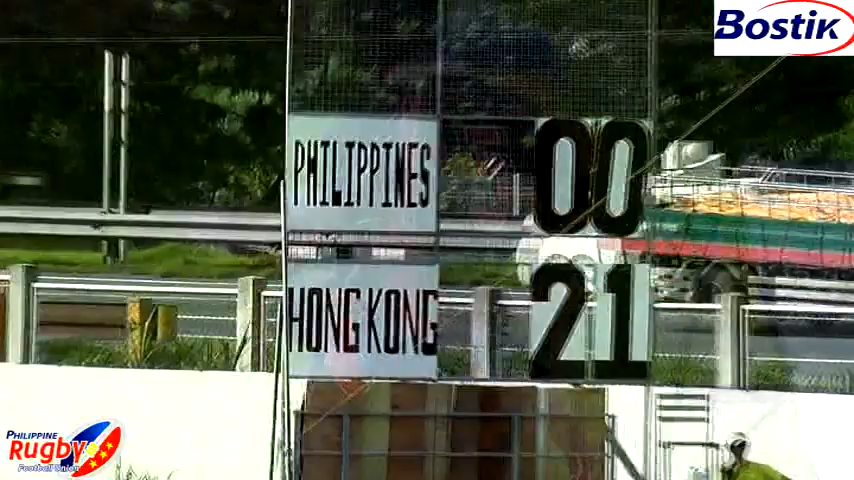 Bostik
PHILIPPINES 00
HONG KONG 21
PHILIPPINE
Rugby
Football Union